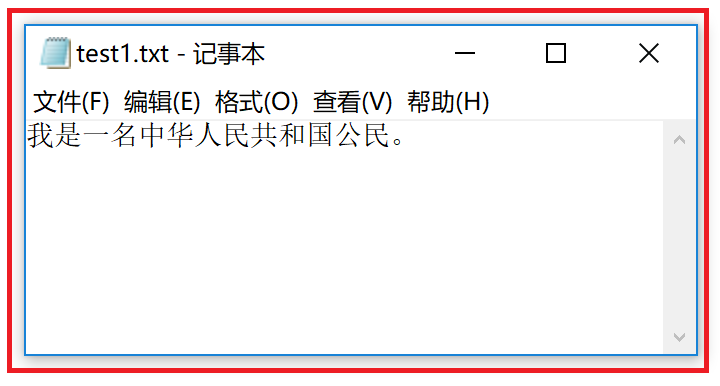 test1.txt - 记事本
文件(F) 编辑(E) 格式(O) 查看(V) 帮助(H)
我是一名中华人民共和国公民。